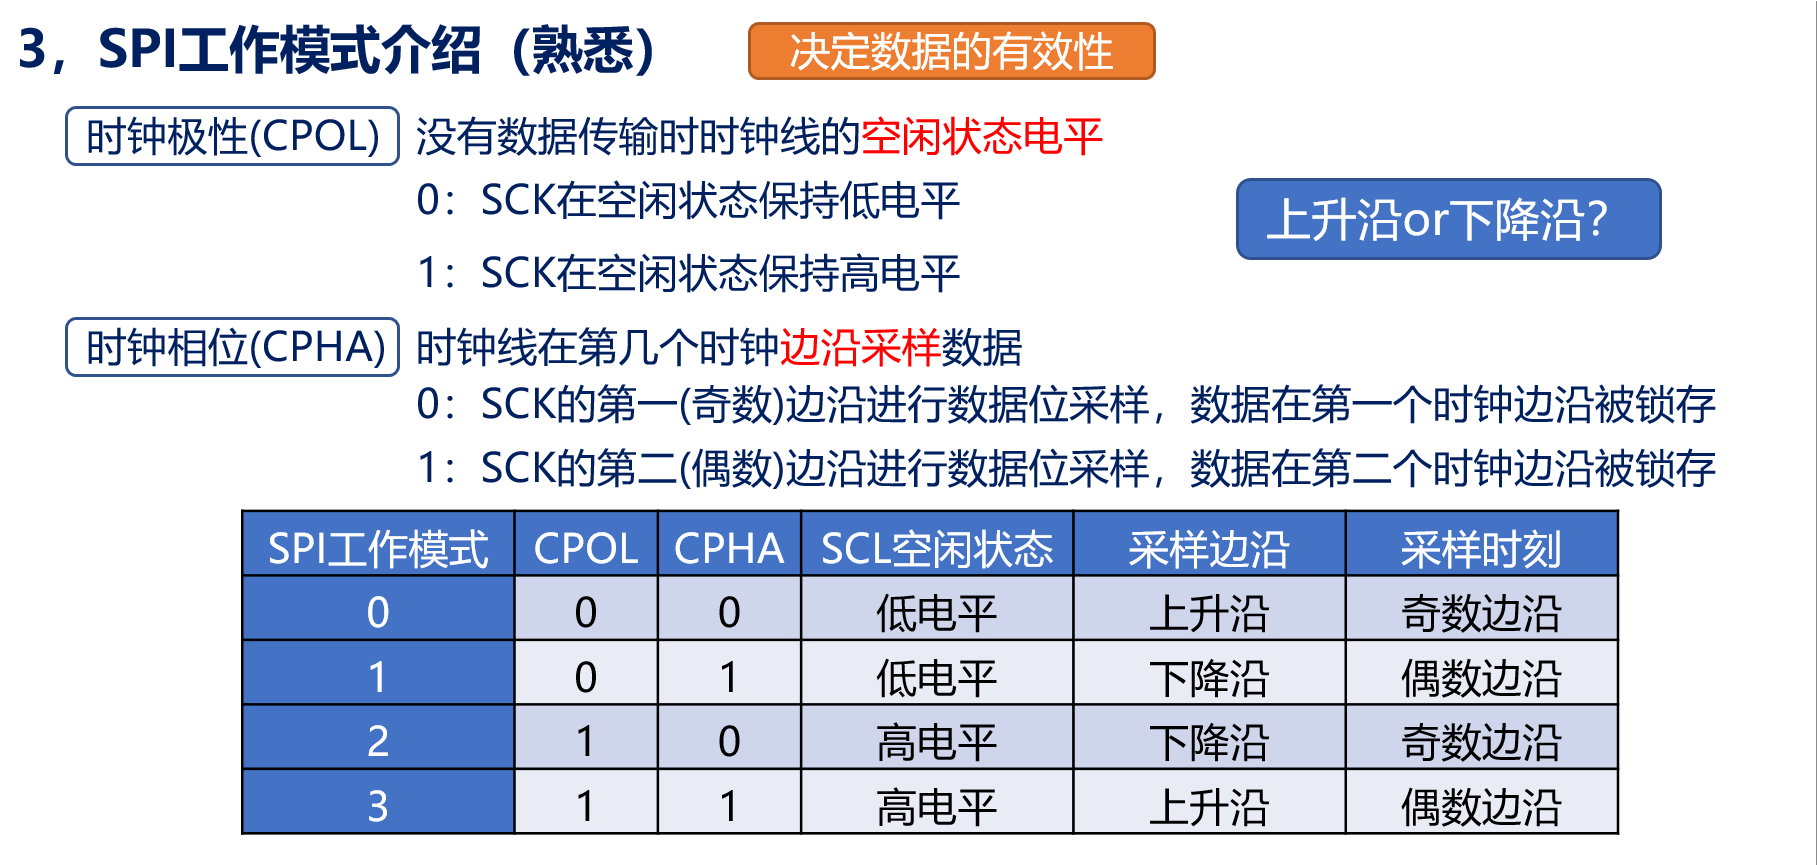 3，SPI工作模式介绍（熟悉）
决定数据的有效性
时钟极性(CPOL) 没有数据传输时时钟线的空闲状态电平
0：SCK在空闲状态保持低电平
上升沿or下降沿？
1：SCK在空闲状态保持高电平
时钟相位(CPHA) 时钟线在第几个时钟边沿采样数据
0：SCK的第一(奇数)边沿进行数据位采样，数据在第一个时钟边沿被锁存
1：SCK的第二(偶数)边沿进行数据位采样，数据在第二个时钟边沿被锁存
SPI工作模式 CPOL CPHA SCL空闲状态 采样边沿 采样时刻
0 0 0 低电平 上升沿 奇数边沿
1 0 1 低电平 下降沿 偶数边沿
2 1 0 高电平 下降沿 奇数边沿
3 1 1 高电平 上升沿 偶数边沿